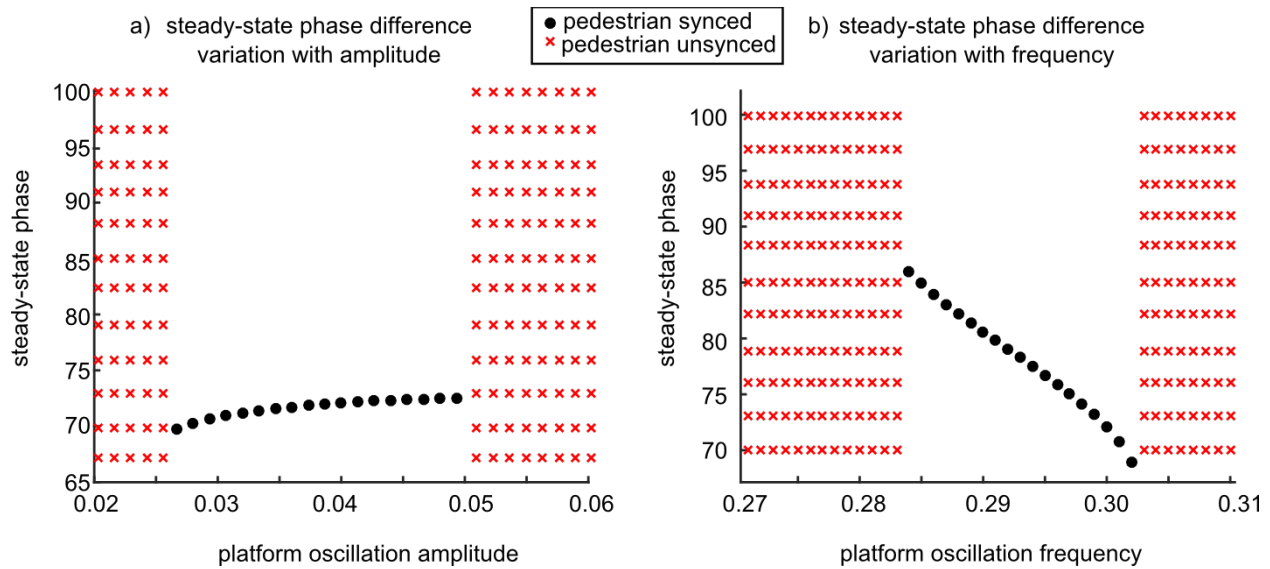 a) steady-state phase difference
variation with amplitude
pedestrian synced
pedestrian unsynced
b) steady-state phase difference
variation with frequency
steady-state phase
100
95
90
85
80
75
70
65
0.02 0.03 0.04 0.05 0.06
platform oscillation amplitude
steady-state phase
100
95
90
85
80
75
70
0.27 0.28 0.29 0.30 0.31
platform oscillation frequency